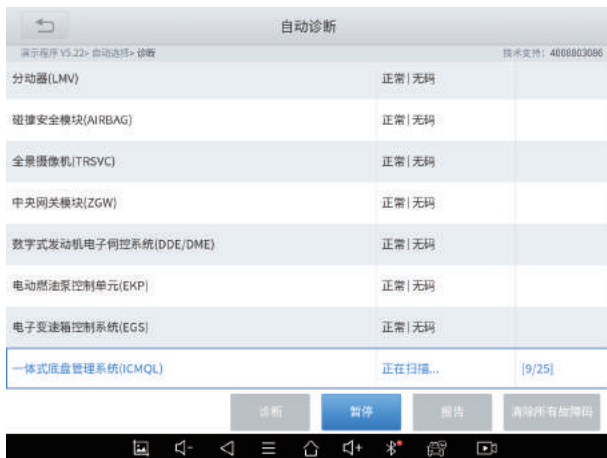 自动诊断
演示程序 V5.22> 自动选择> 诊断 技术支持: 4008803086
分动器(LMV) 正常|无码
碰撞安全模块(AIRBAG) 正常|无码
全景摄像机(TRSVC) 正常|无码
中央网关模块(ZGW) 正常|无码
数字式发动机电子伺控系统(DDE/DME) 正常|无码
电动燃油泵控制单元(EKP) 正常|无码
电子变速箱控制系统(EGS) 正常|无码
一体式底盘管理系统(ICMQL) 正在扫描... [9/25]
诊断 暂停 报告 清除所有故障码